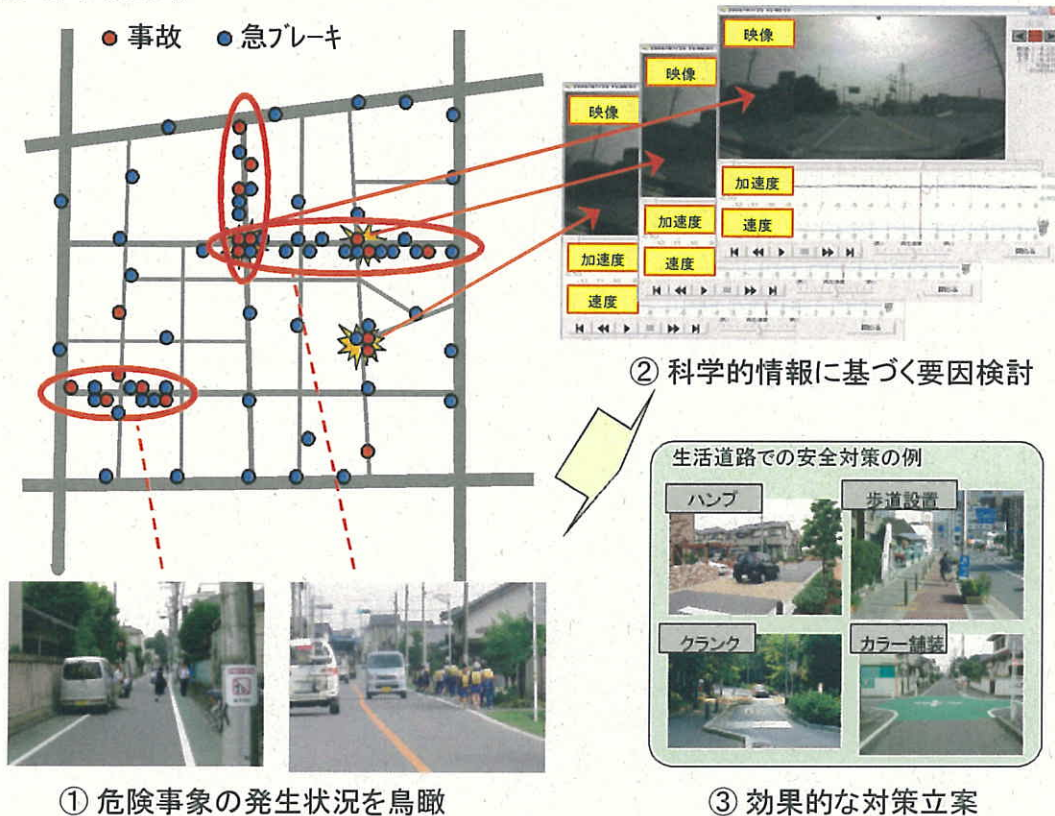 事故
急ブレーキ
映像
加速度
速度
映像
加速度
速度
映像
加速度
速度
② 科学的情報に基づく要因検討
生活道路での安全対策の例
ハンプ
歩道設置
クランク
カラー舗装
① 危険事象の発生状況を鳥瞰
③ 効果的な対策立案